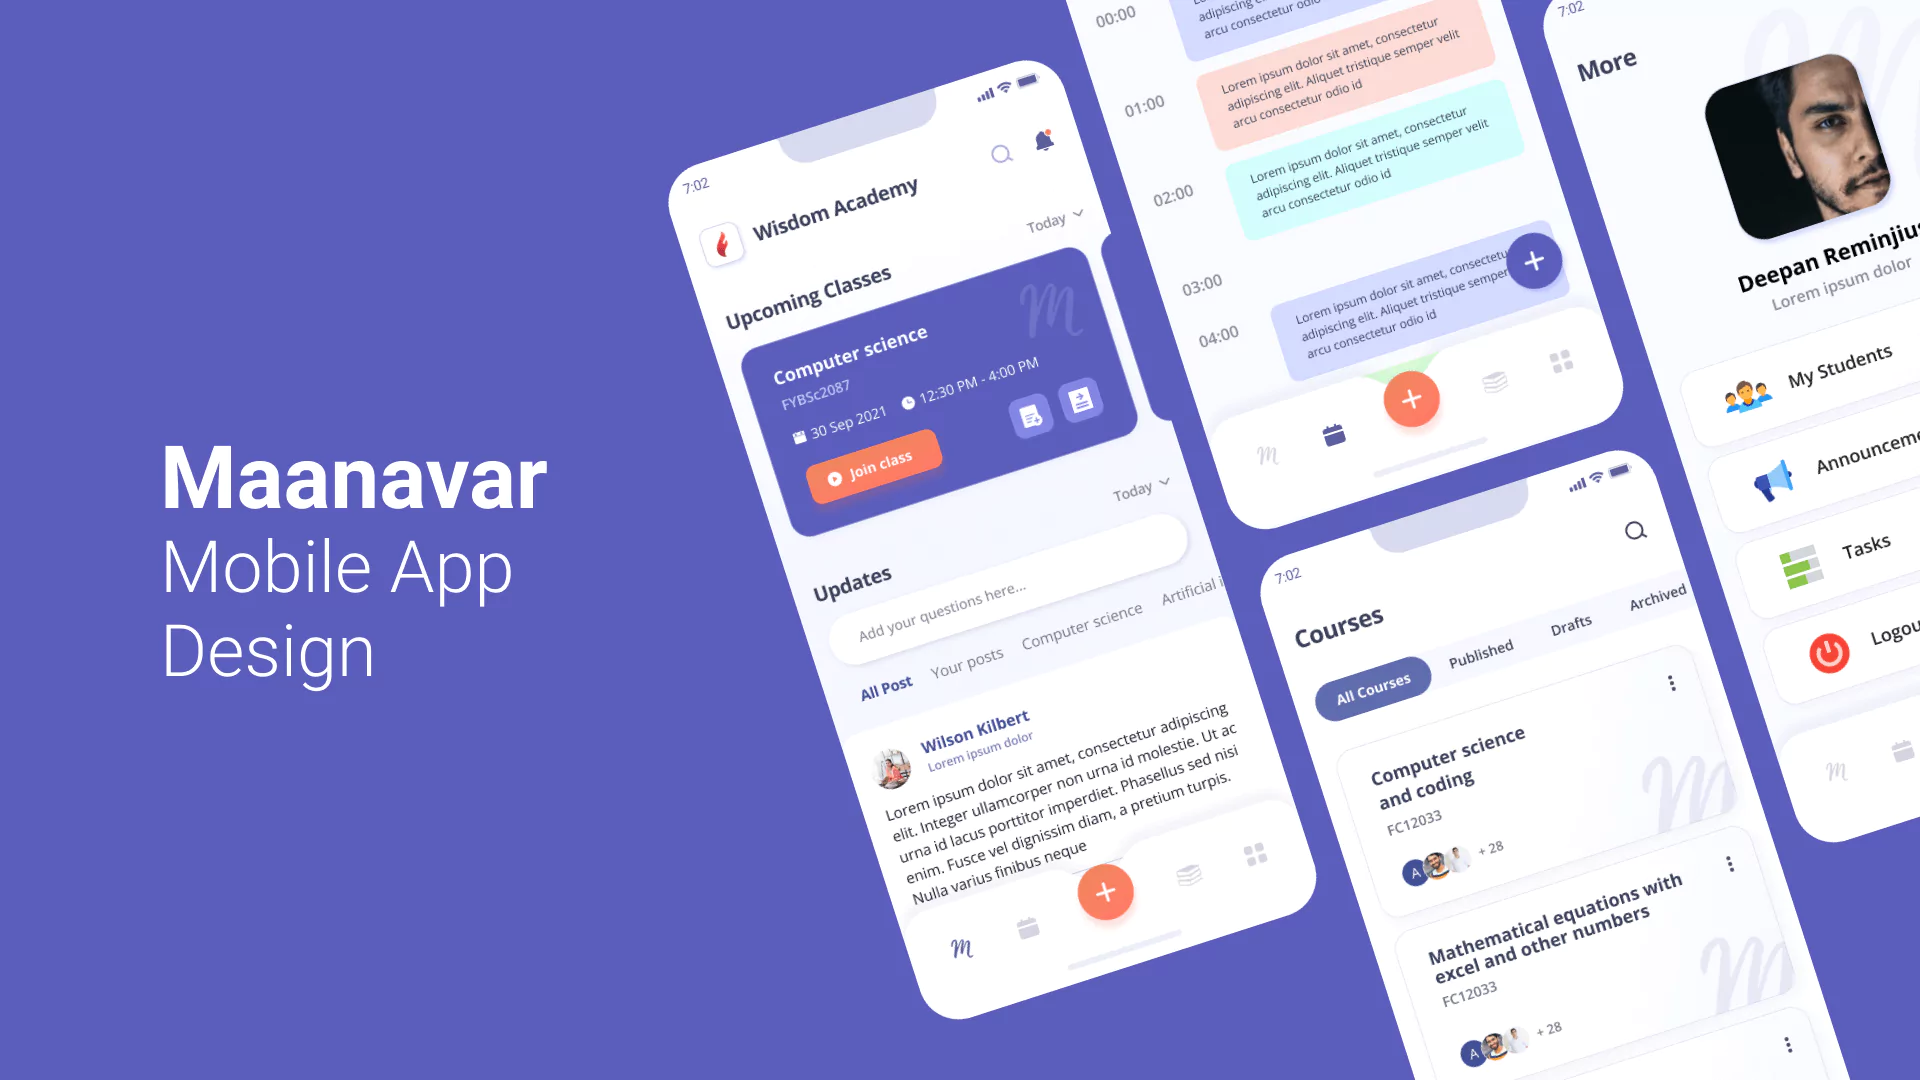 Maanavar
Mobile App
Design
7:02
Wisdom Academy
Today
Upcoming Classes
Computer science
FYBSc2087
30 Sep 2021
12:30 PM - 4:00 PM
Join class
Today
Updates
Add your questions here...
All Post
Your posts
Computer science
Artificial i
Wilson Kilbert
Lorem ipsum dolor
Lorem ipsum dolor sit amet, consectetur adipiscing
elit. Integer ullamcorper non urna id molestie. Ut ac
urna id lacus porttitor imperdiet. Phasellus sed nisi
enim. Fusce vel dignissim diam, a pretium turpis.
Nulla varius finibus neque
00:00
adipiscing
arcu consectetur odio
01:00
Lorem ipsum dolor sit amet, consectetur
adipiscing elit. Aliquet tristique semper velit
arcu consectetur odio id
02:00
Lorem ipsum dolor sit amet, consectetur
adipiscing elit. Aliquet tristique semper velit
arcu consectetur odio id
03:00
04:00
Lorem ipsum dolor sit amet, consectetu
adipiscing elit. Aliquet tristique semper
arcu consectetur odio id
7:02
Courses
All Courses
Published
Drafts
Archived
Computer science
and coding
FC12033
A
+ 28
Mathematical equations with
excel and other numbers
FC12033
A
+ 28
7:02
More
Deepan Reminjius
Lorem ipsum dolor
My Students
Announceme
Tasks
Logou